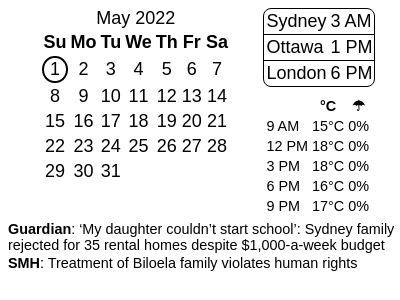 May 2022
Su Mo Tu We Th Fr Sa
1 2 3 4 5 6 7
8 9 10 11 12 13 14
15 16 17 18 19 20 21
22 23 24 25 26 27 28
29 30 31
Sydney 3 AM
Ottawa 1 PM
London 6 PM
°C ☂
9 AM 15°C 0%
12 PM 18°C 0%
3 PM 18°C 0%
6 PM 16°C 0%
9 PM 17°C 0%
Guardian: ‘My daughter couldn’t start school’: Sydney family
rejected for 35 rental homes despite $1,000-a-week budget
SMH: Treatment of Biloela family violates human rights